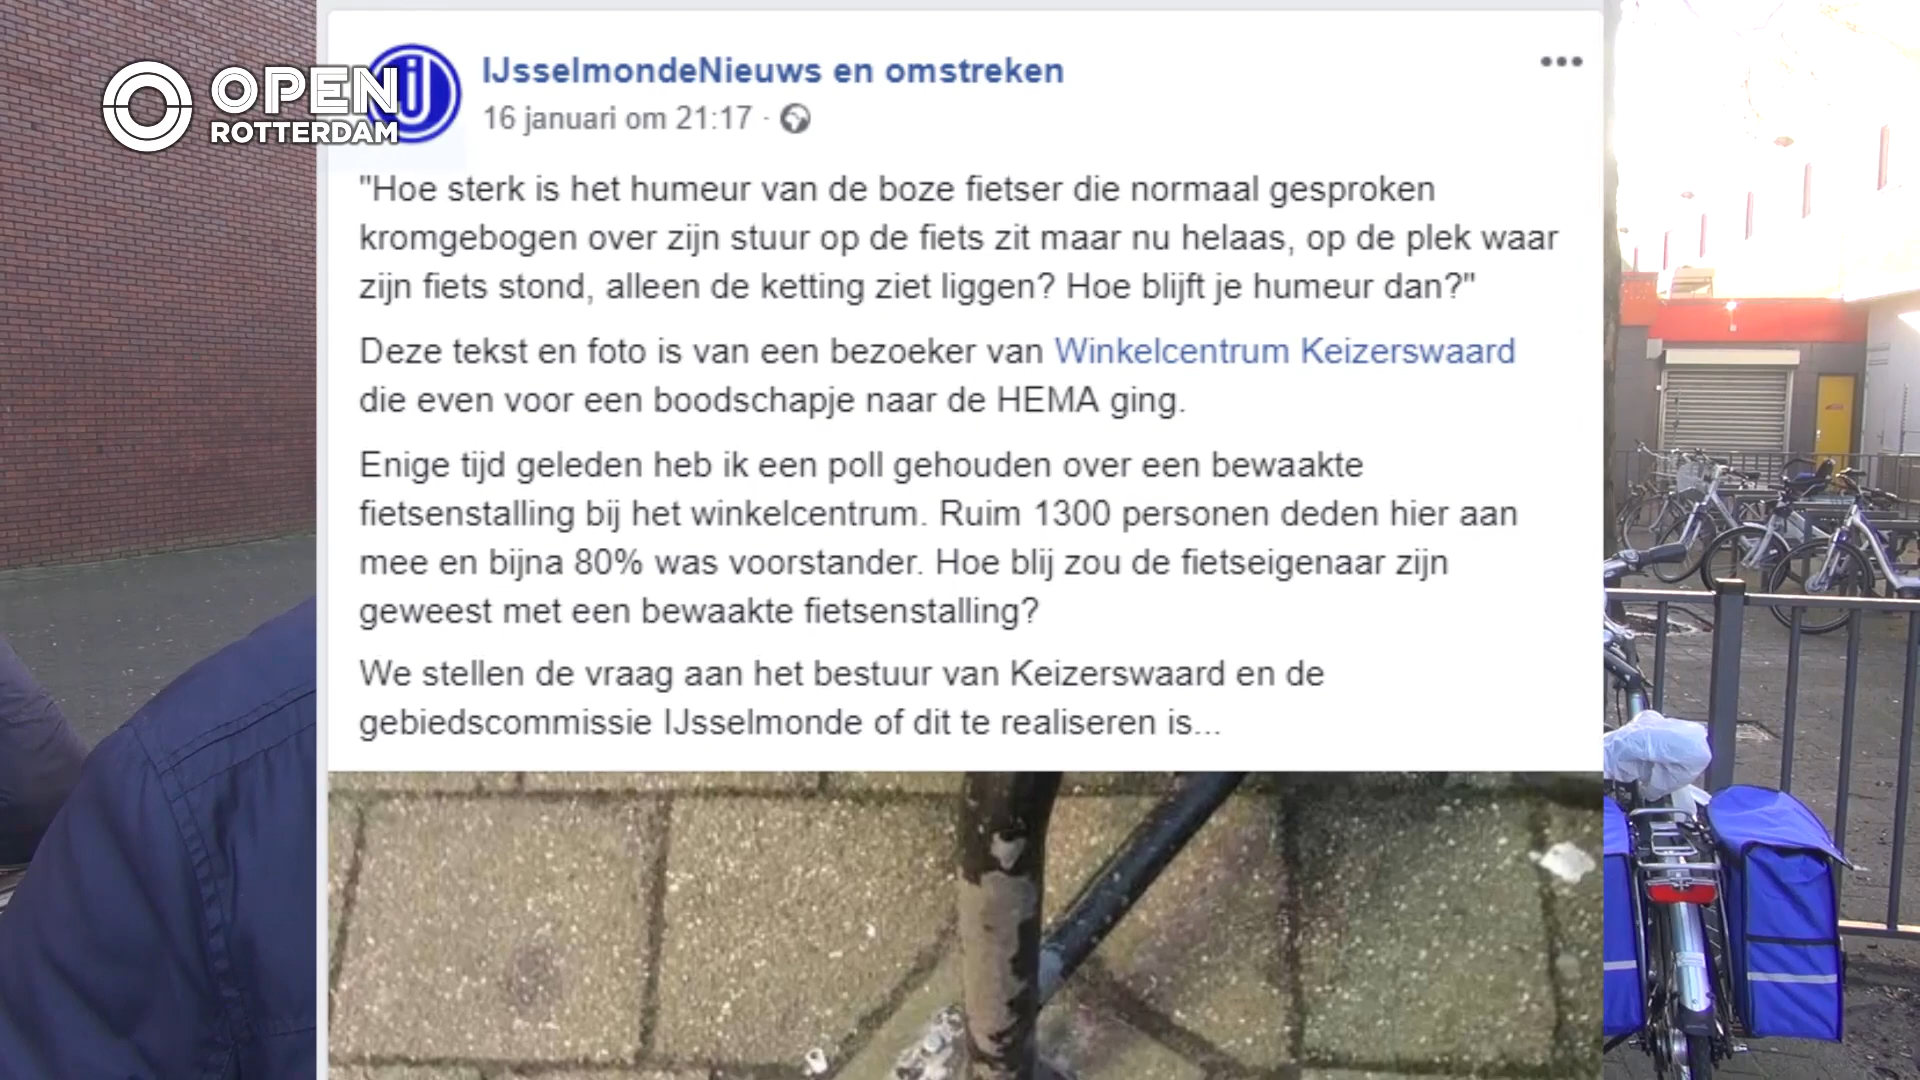 OPEN
ROTTERDAM
IJ
IJsselmondeNieuws en omstreken
16 januari om 21:17 ·
"Hoe sterk is het humeur van de boze fietser die normaal gesproken
kromgebogen over zijn stuur op de fiets zit maar nu helaas, op de plek waar
zijn fiets stond, alleen de ketting ziet liggen? Hoe blijft je humeur dan?"
Deze tekst en foto is van een bezoeker van Winkelcentrum Keizerswaard
die even voor een boodschapje naar de HEMA ging.
Enige tijd geleden heb ik een poll gehouden over een bewaakte
fietsenstalling bij het winkelcentrum. Ruim 1300 personen deden hier aan
mee en bijna 80% was voorstander. Hoe blij zou de fietseigenaar zijn
geweest met een bewaakte fietsenstalling?
We stellen de vraag aan het bestuur van Keizerswaard en de
gebiedscommissie IJsselmonde of dit te realiseren is...